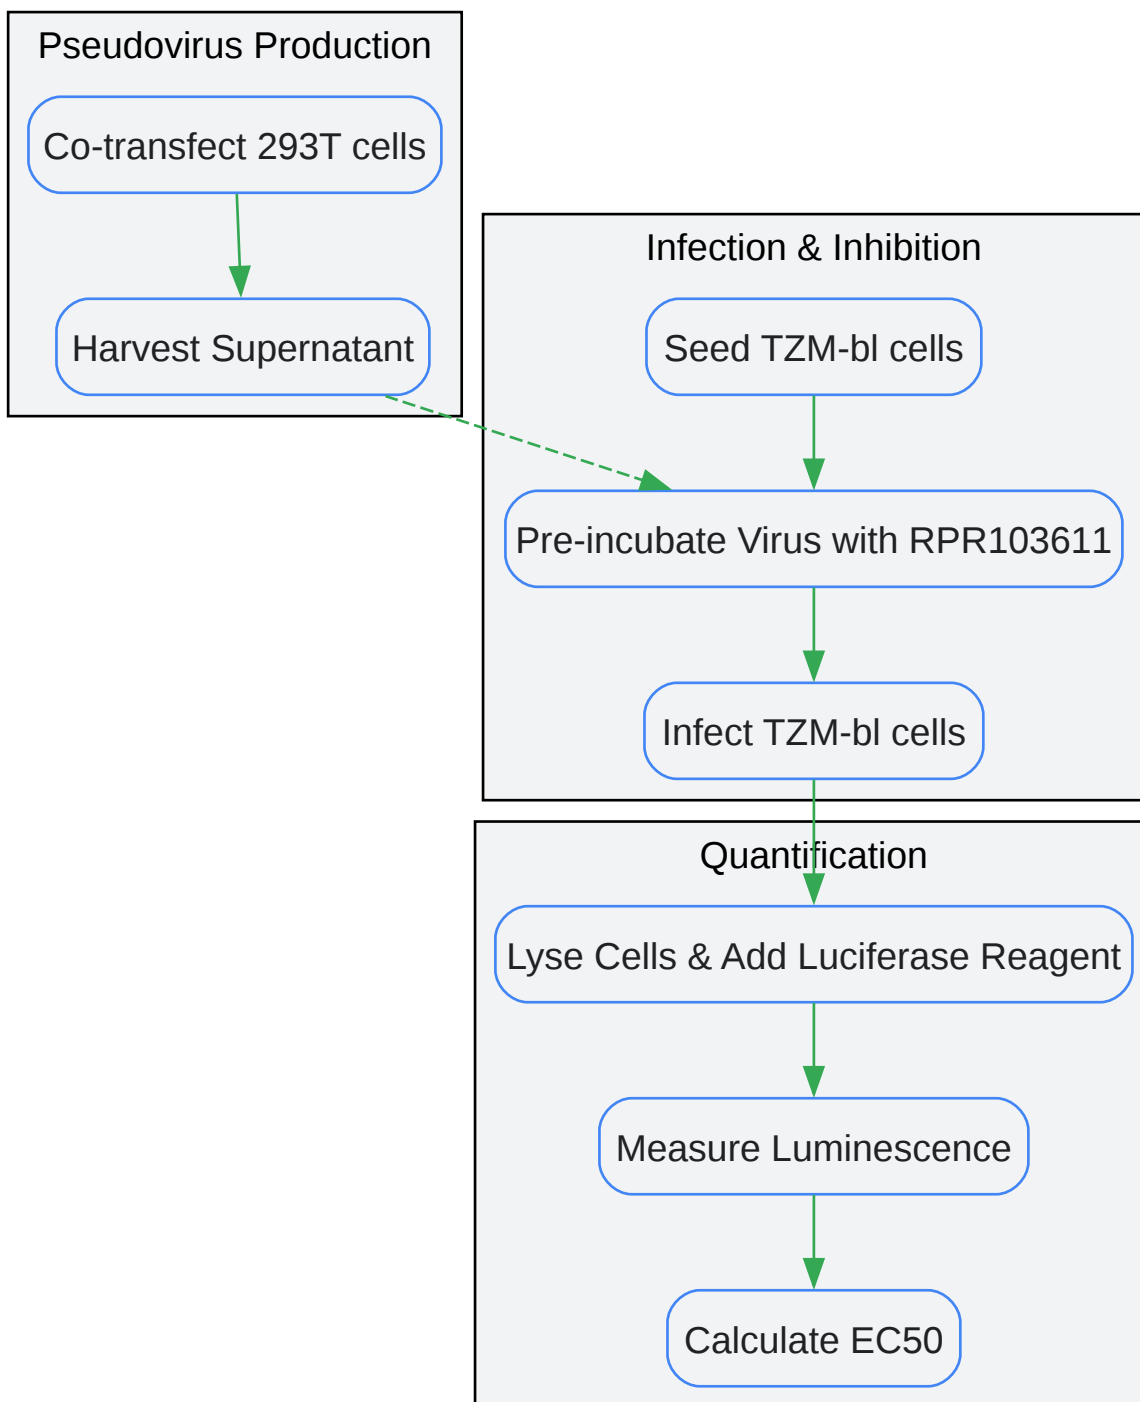 Pseudovirus Production
Co-transfect 293T cells
Harvest Supernatant
Infection & Inhibition
Seed TZM-bl cells
Pre-incubate Virus with RPR103611
Infect TZM-bl cells
Quantification
Lyse Cells & Add Luciferase Reagent
Measure Luminescence
Calculate EC50